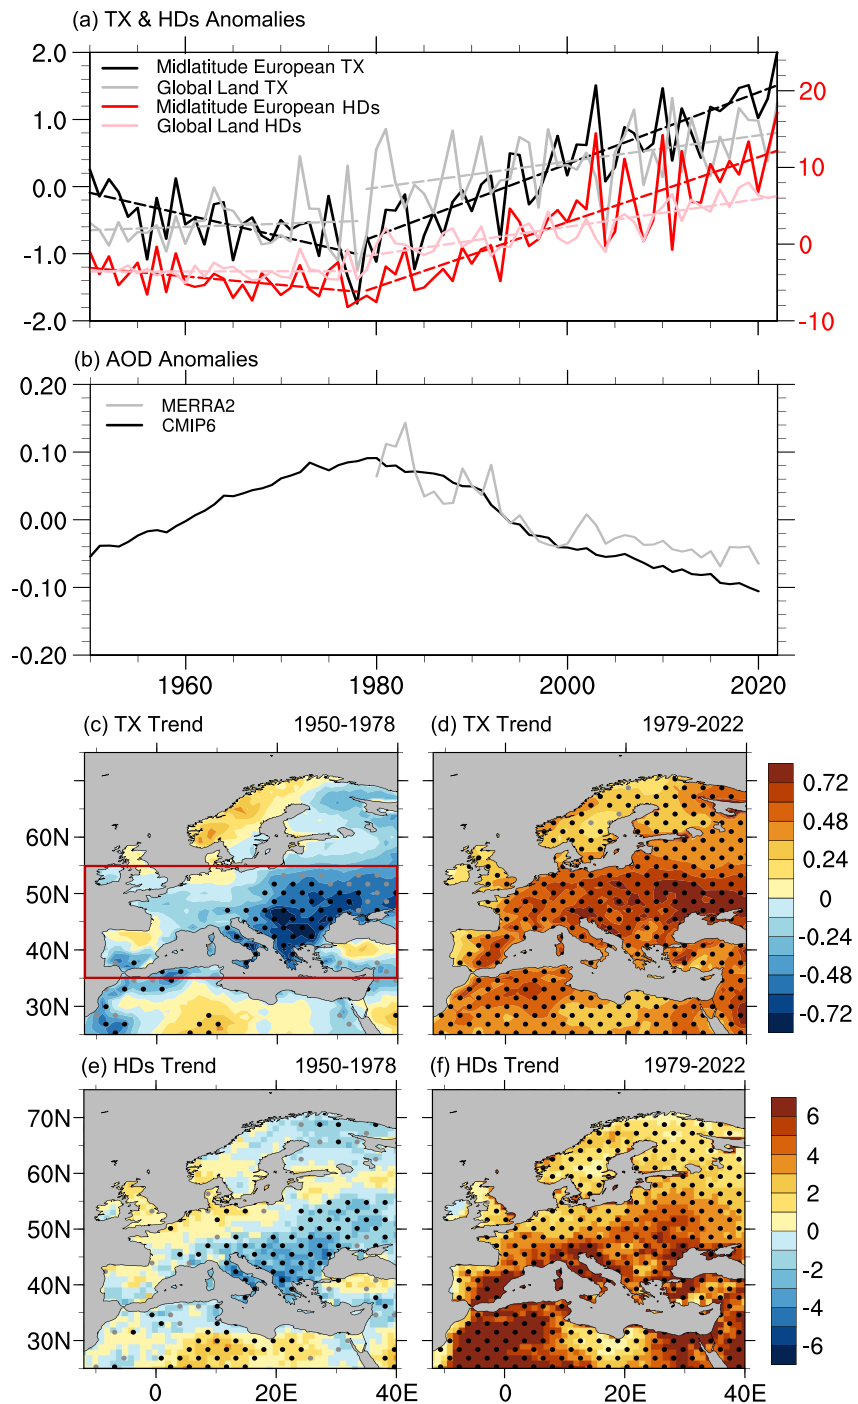 (a) TX & HDs Anomalies
2.0
1.0
0.0
-1.0
-2.0
Midlatitude European TX
Global Land TX
Midlatitude European HDs
Global Land HDs
20
10
0
-10
(b) AOD Anomalies
0.20
0.10
0.00
-0.10
-0.20
MERRA2
CMIP6
1960
1980
2000
2020
(c) TX Trend 1950-1978
60N
50N
40N
30N
(d) TX Trend 1979-2022
0.72
0.48
0.24
0
-0.24
-0.48
-0.72
(e) HDs Trend 1950-1978
70N
60N
50N
40N
30N
0
20E
40E
(f) HDs Trend 1979-2022
0
20E
40E
6
4
2
0
-2
-4
-6